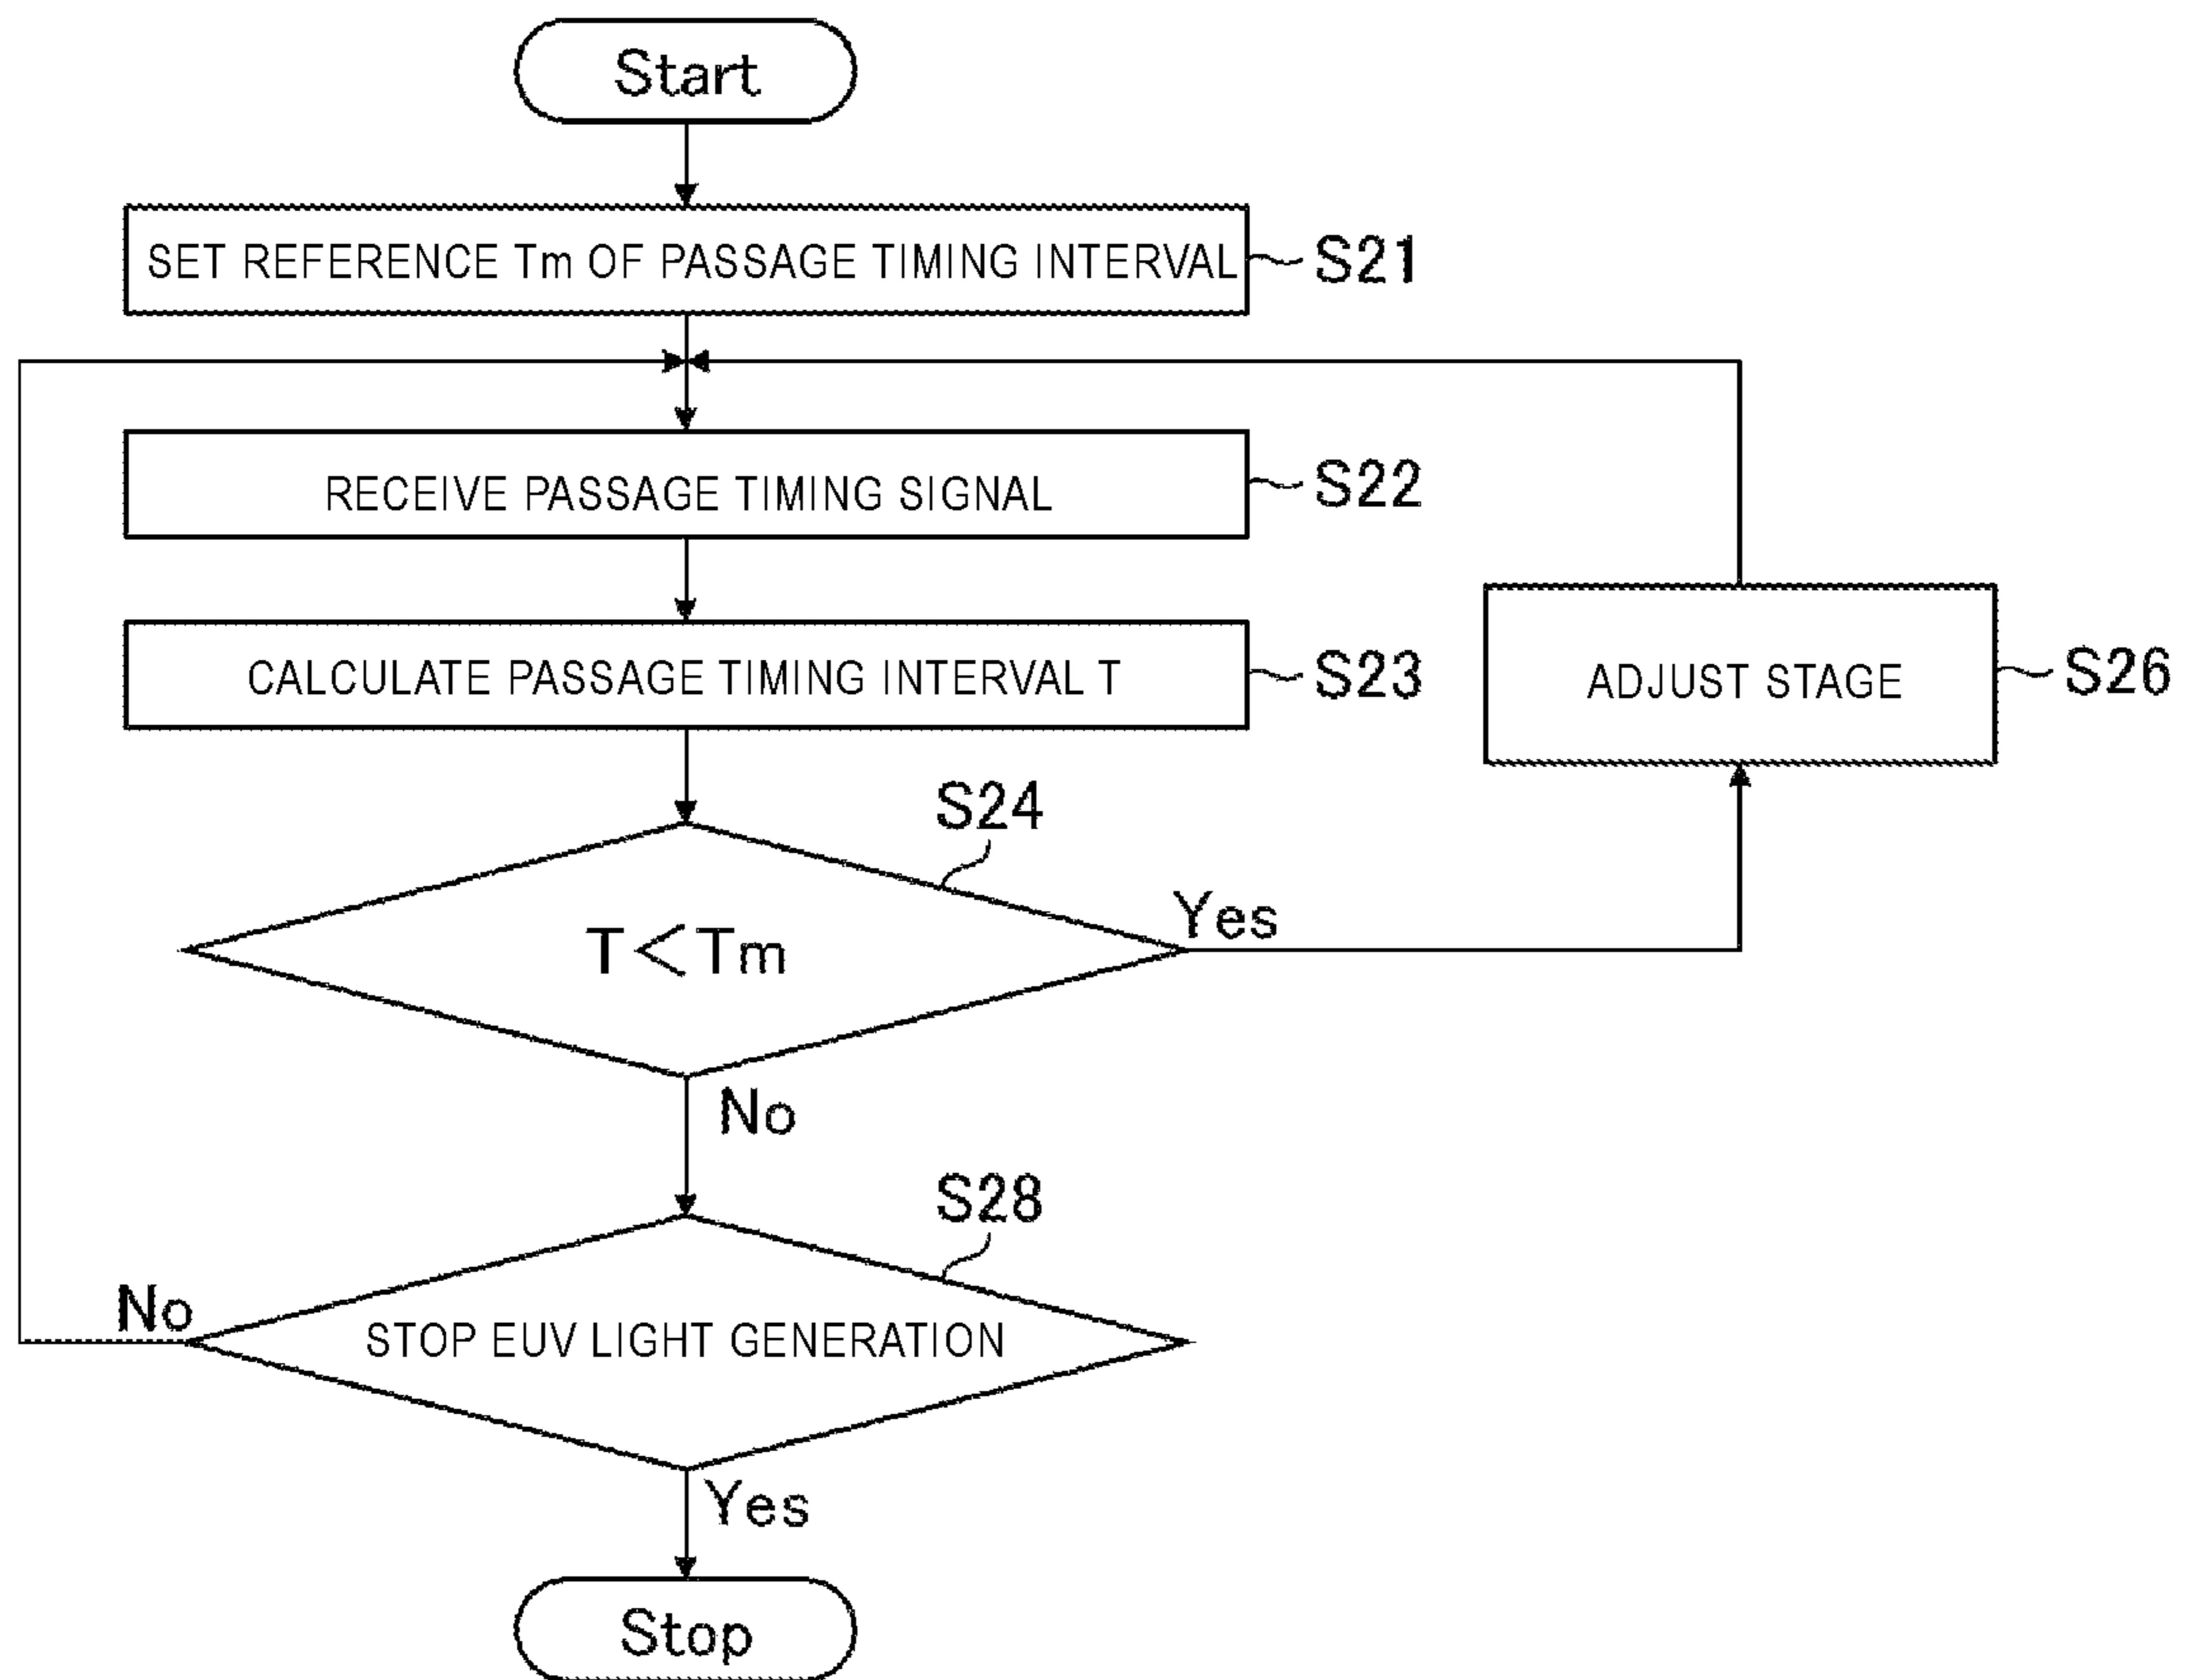 Start
SET REFERENCE Tm OF PASSAGE TIMING INTERVAL
S21
RECEIVE PASSAGE TIMING SIGNAL
S22
CALCULATE PASSAGE TIMING INTERVAL T
S23
ADJUST STAGE
S26
S24
T<Tm
Yes
No
S28
STOP EUV LIGHT GENERATION
No
Yes
Stop